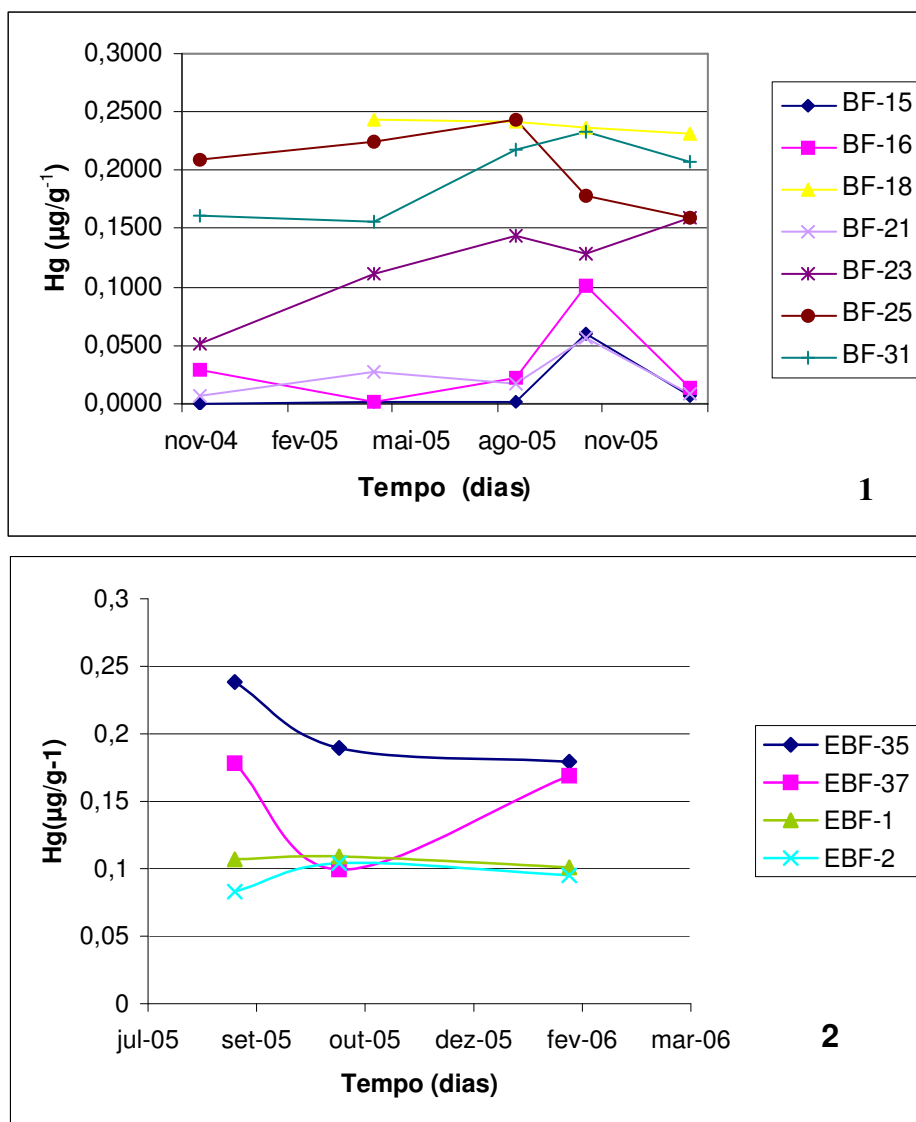 0,3000
0,2500
0,2000
0,1500
0,1000
0,0500
0,0000
Hg (µg/g-1)
nov-04 fev-05 mai-05 ago-05 nov-05
Tempo (dias)
BF-15
BF-16
BF-18
BF-21
BF-23
BF-25
BF-31
1
0,3
0,25
0,2
0,15
0,1
0,05
0
Hg(µg/g-1)
jul-05 set-05 out-05 dez-05 fev-06 mar-06
Tempo (dias)
EBF-35
EBF-37
EBF-1
EBF-2
2